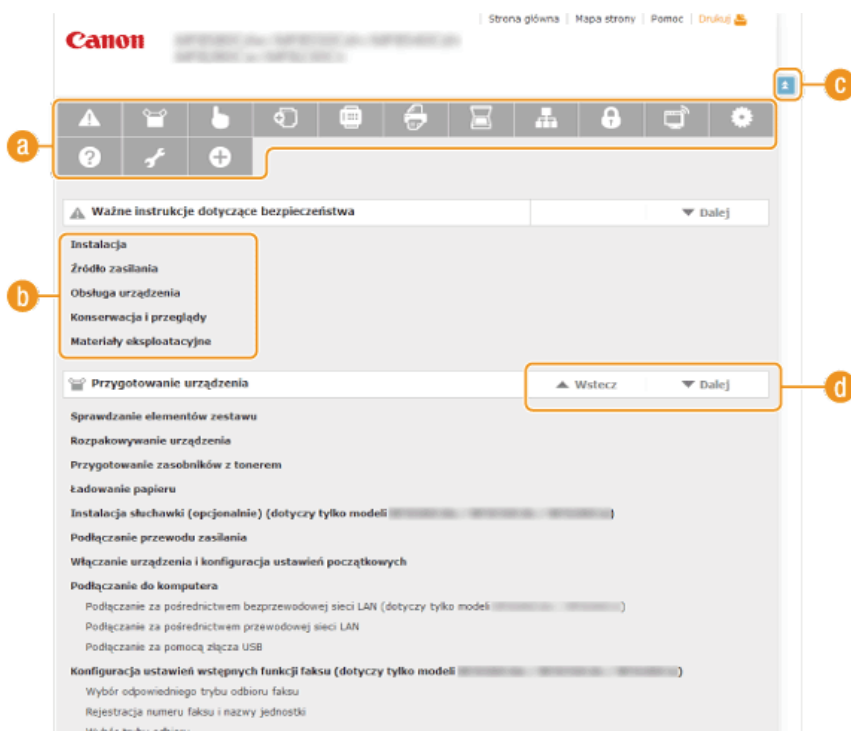 Strona główna | Mapa strony | Pomoc | Drukuj
Canon
c
a
Ważne instrukcje dotyczące bezpieczeństwa
Dalej
Instalacja
Źródło zasilania
b
Obsługa urządzenia
Konserwacja i przeglądy
Materiały eksploatacyjne
Przygotowanie urządzenia
Wstecz
Dalej
d
Sprawdzanie elementów zestawu
Rozpakowywanie urządzenia
Przygotowanie zasobników z tonerem
Ładowanie papieru
Instalacja słuchawki (opcjonalnie) (dotyczy tylko modeli )
Podłączanie przewodu zasilania
Włączanie urządzenia i konfiguracja ustawień początkowych
Podłączanie do komputera
Podłączanie za pośrednictwem bezprzewodowej sieci LAN (dotyczy tylko modeli )
Podłączanie za pośrednictwem przewodowej sieci LAN
Podłączanie za pomocą złącza USB
Konfiguracja ustawień wstępnych funkcji faksu (dotyczy tylko modeli )
Wybór odpowiedniego trybu odbioru faksu
Rejestracja numeru faksu i nazwy jednostki